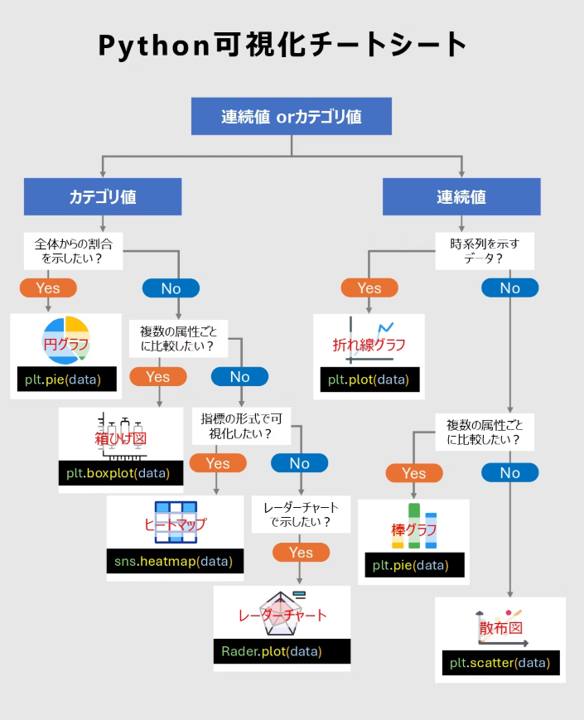 Python可視化チートシート
連続値 orカテゴリ値
カテゴリ値
連続値
全体からの割合
を示したい？
時系列を示す
データ？
Yes
No
Yes
No
円グラフ
plt.pie(data)
複数の属性ごと
に比較したい？
折れ線グラフ
plt.plot(data)
Yes
No
箱ひげ図
plt.boxplot(data)
指標の形式で可
視化したい？
複数の属性ごと
に比較したい？
Yes
No
Yes
No
ヒートマップ
sns.heatmap(data)
レーダーチャート
で示したい？
棒グラフ
plt.pie(data)
Yes
レーダーチャート
Rader.plot(data)
散布図
plt.scatter(data)